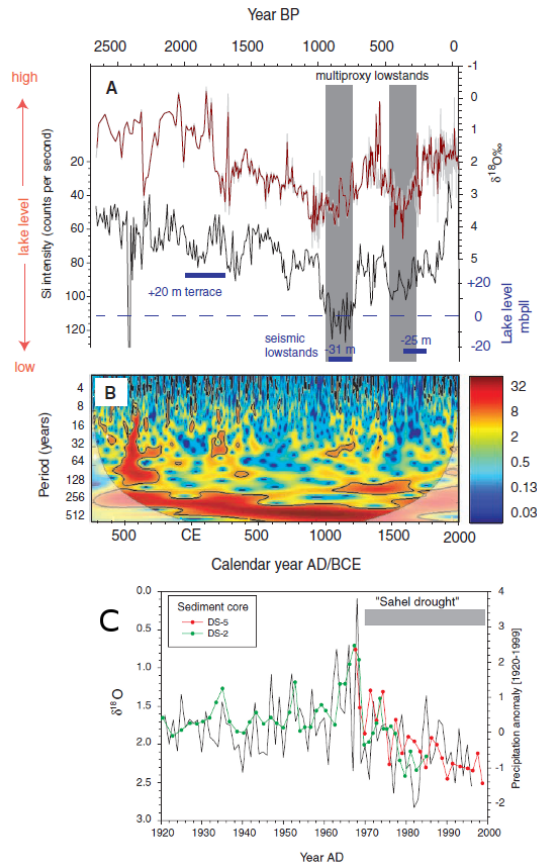 Year BP
2500 2000 1500 1000 500 0
high
lake level
low
A
multiproxy lowstands
SI intensity (counts per second)
20
40
60
80
100
120
-1
0
1
2
3
4
5
δ18O‰
+20
0
-20
Lake level
mbpll
+20 m terrace
seismic
lowstands
-31 m
-25 m
B
Period (years)
4
8
16
32
64
128
256
512
32
8
2
0.5
0.13
0.03
500 CE 500 1000 1500 2000
Calendar year AD/BCE
C
Sediment core
DS-5
DS-2
"Sahel drought"
δ18O
0.0
0.5
1.0
1.5
2.0
2.5
3.0
4
3
2
1
0
-1
-2
Precipitation anomaly [1920-1999]
1920 1930 1940 1950 1960 1970 1980 1990 2000
Year AD